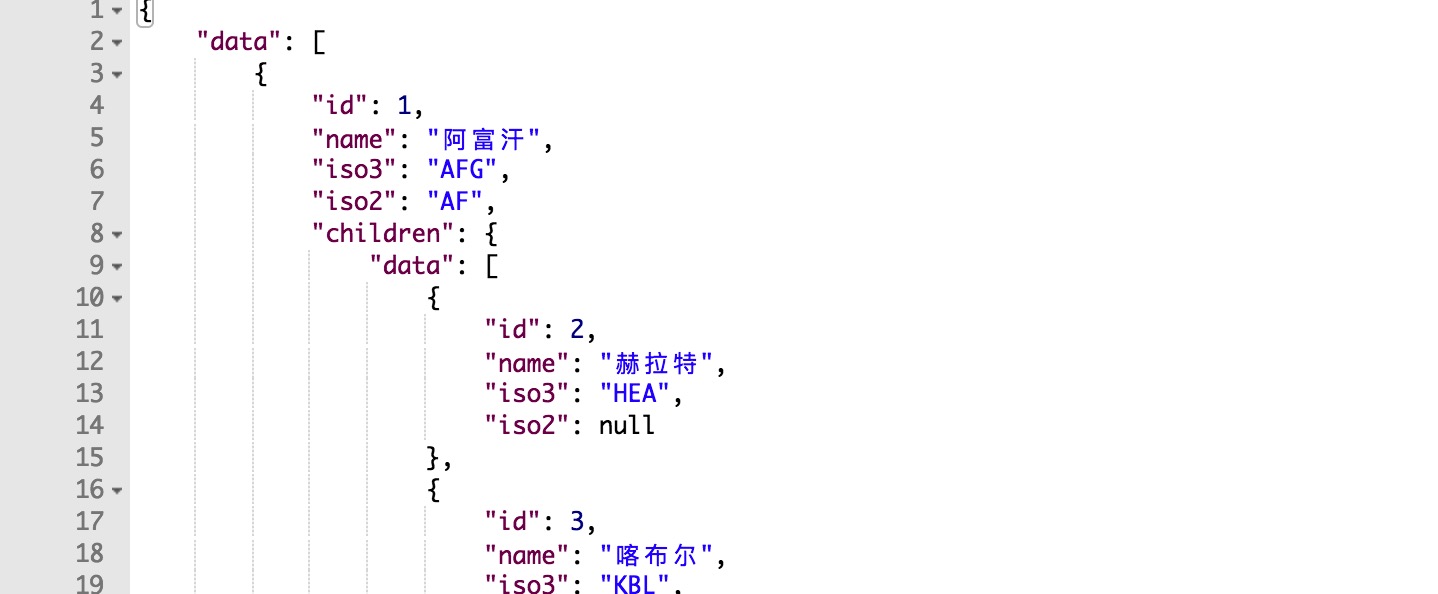 1 {
2 "data": [
3 {
4 "id": 1,
5 "name": "阿富汗",
6 "iso3": "AFG",
7 "iso2": "AF",
8 "children": {
9 "data": [
10 {
11 "id": 2,
12 "name": "赫拉特",
13 "iso3": "HEA",
14 "iso2": null
15 },
16 {
17 "id": 3,
18 "name": "喀布尔",
19 "iso3": "KBL",